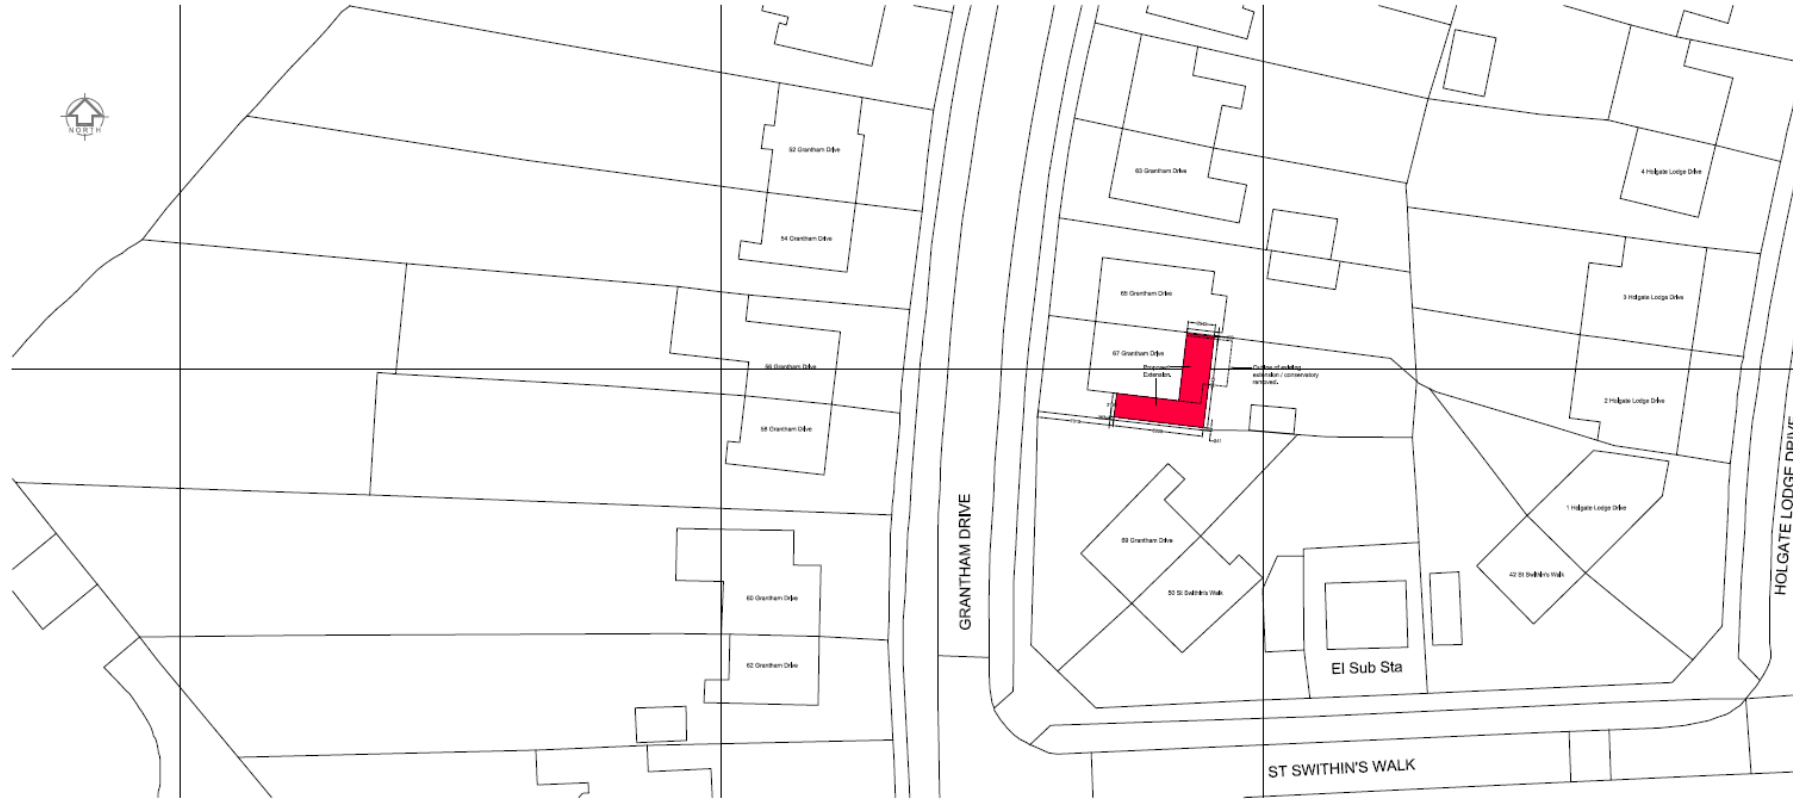 NORTH
52 Grantham Drive
54 Grantham Drive
56 Grantham Drive
58 Grantham Drive
60 Grantham Drive
62 Grantham Drive
GRANTHAM DRIVE
63 Grantham Drive
65 Grantham Drive
67 Grantham Drive
Proposed
Extension.
Outline of existing
extension / conservatory
removed.
69 Grantham Drive
50 St Swithin's Walk
El Sub Sta
4 Holgate Lodge Drive
3 Holgate Lodge Drive
2 Holgate Lodge Drive
1 Holgate Lodge Drive
42 St Swithin's Walk
HOLGATE LODGE DRIVE
ST SWITHIN'S WALK